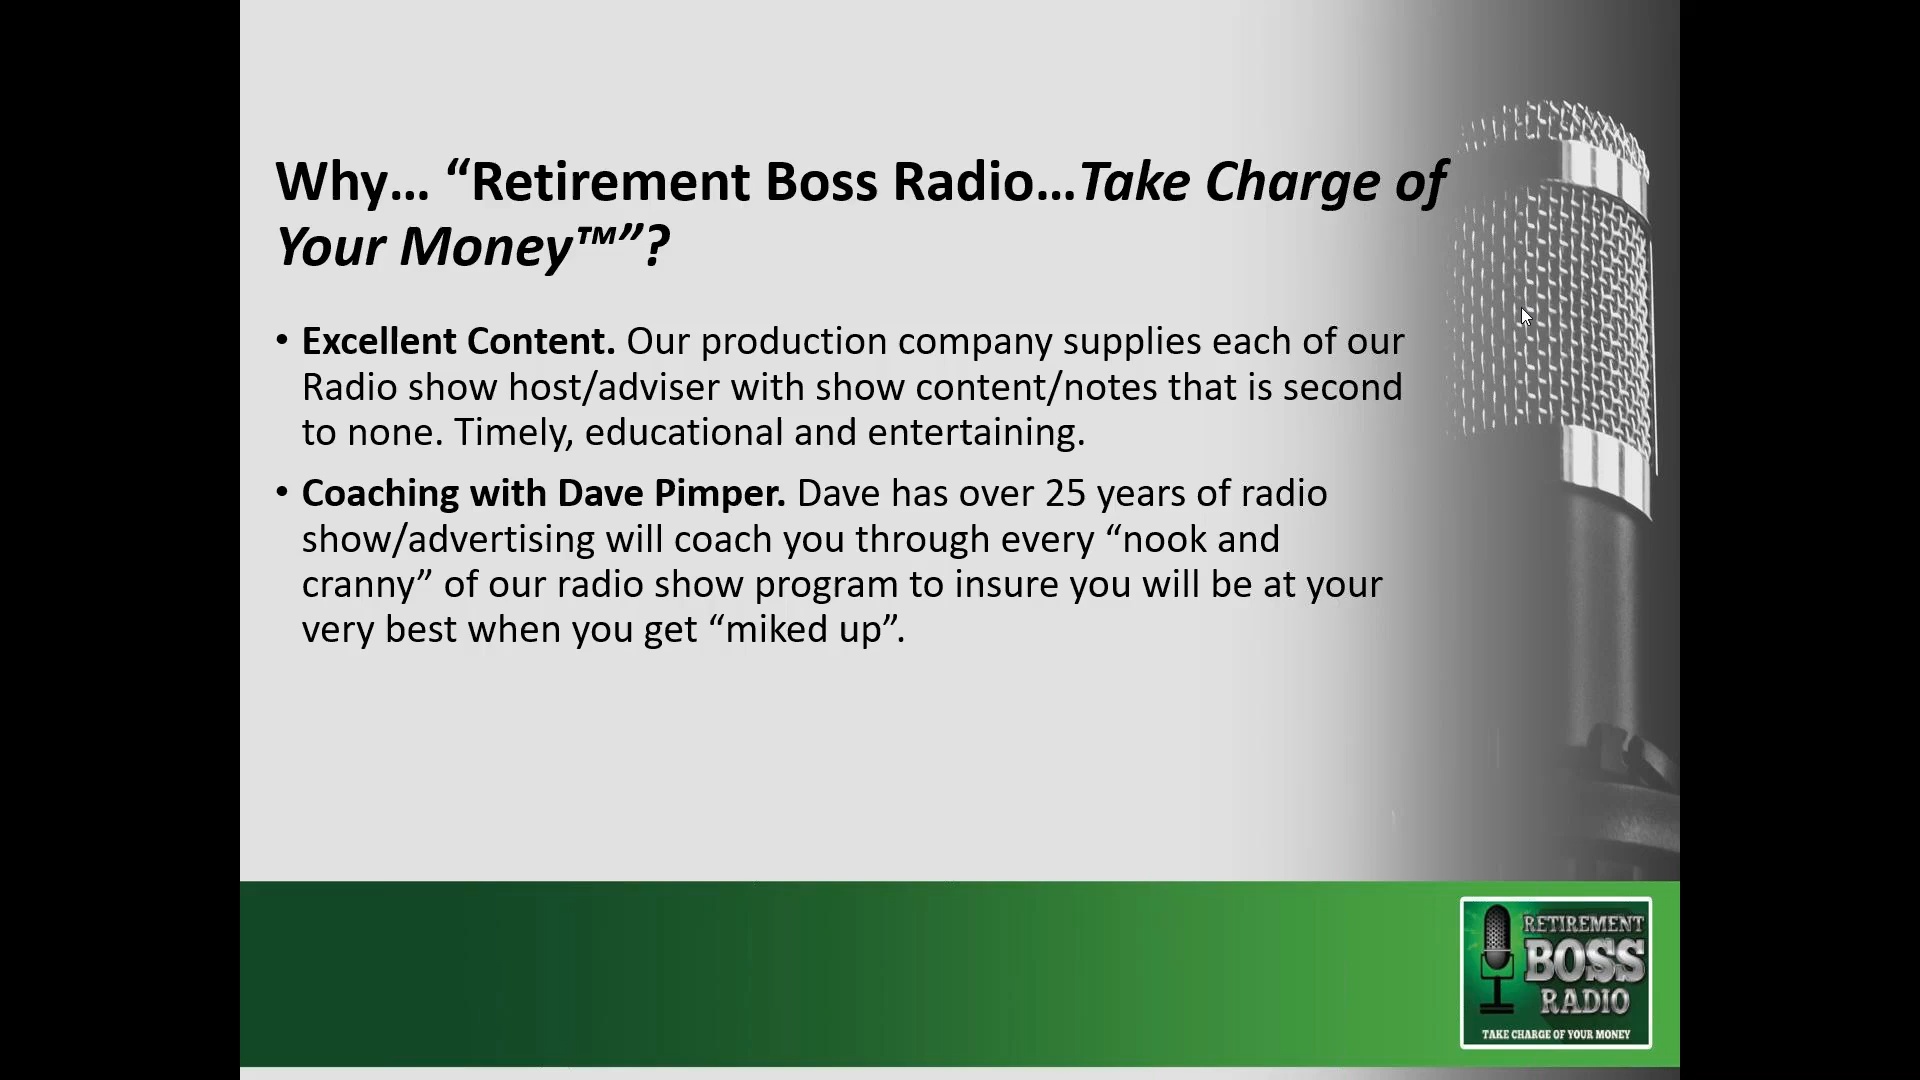 Why… “Retirement Boss Radio…Take Charge of
Your Money™”?
• Excellent Content. Our production company supplies each of our
Radio show host/adviser with show content/notes that is second
to none. Timely, educational and entertaining.
• Coaching with Dave Pimper. Dave has over 25 years of radio
show/advertising will coach you through every “nook and
cranny” of our radio show program to insure you will be at your
very best when you get “miked up”.
RETIREMENT
BOSS
RADIO
TAKE CHARGE OF YOUR MONEY